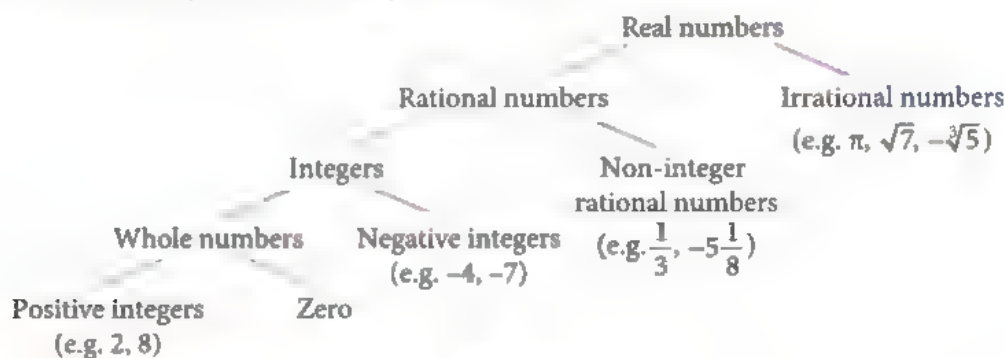 Real numbers
Rational numbers
Irrational numbers
(e.g. π, √7, −∛5)
Integers
Non-integer
rational numbers
(e.g. 1/3, −5 1/8)
Whole numbers
Negative integers
(e.g. −4, −7)
Positive integers
(e.g. 2, 8)
Zero